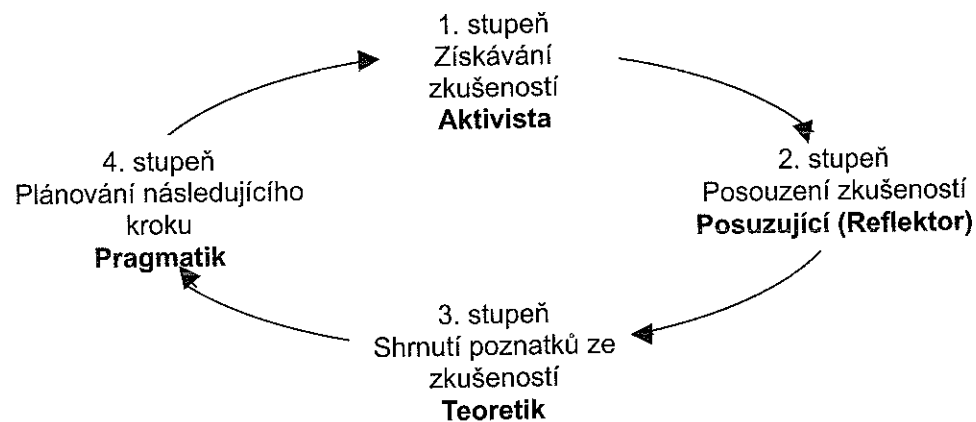 1. stupeň
Získávání
zkušeností
Aktivista
2. stupeň
Posouzení zkušeností
Posuzující (Reflektor)
3. stupeň
Shrnutí poznatků ze
zkušeností
Teoretik
4. stupeň
Plánování následujícího
kroku
Pragmatik